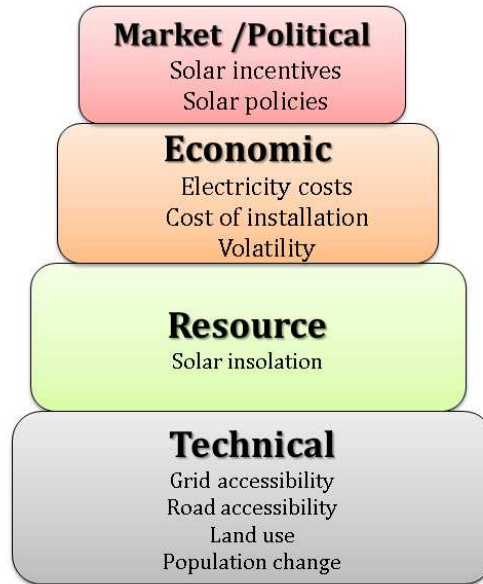 Market /Political
Solar incentives
Solar policies
Economic
Electricity costs
Cost of installation
Volatility
Resource
Solar insolation
Technical
Grid accessibility
Road accessibility
Land use
Population change